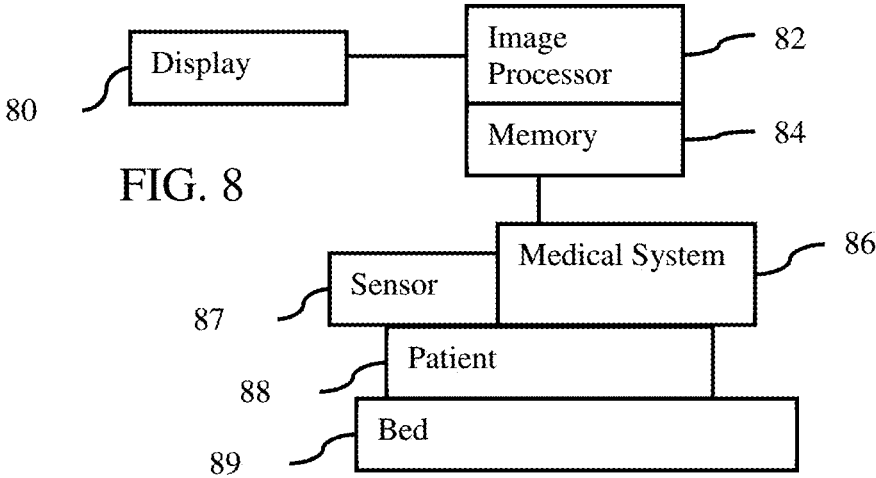 Display
Image
Processor
82
80
Memory
84
FIG. 8
Medical System
86
Sensor
87
Patient
88
Bed
89